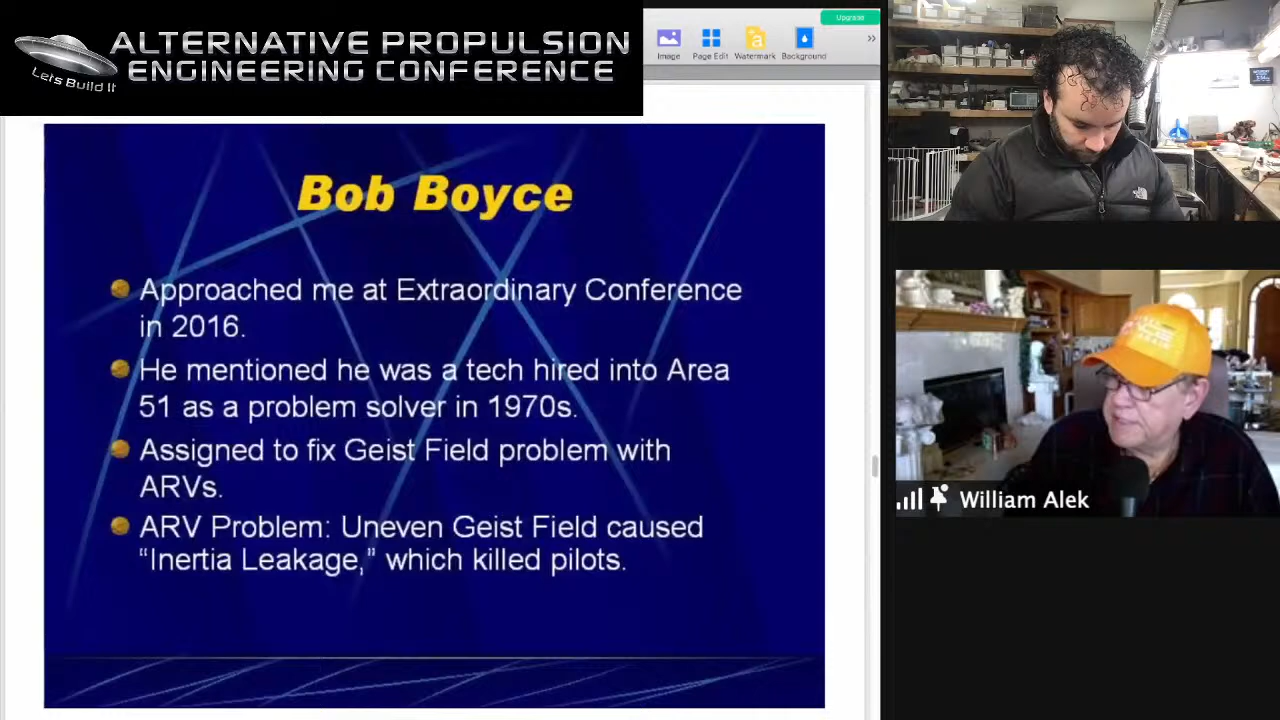 ALTERNATIVE PROPULSION
ENGINEERING CONFERENCE
Lets Build It
Upgrade
Image Page Edit Watermark Background »
Bob Boyce
Approached me at Extraordinary Conference
in 2016.
He mentioned he was a tech hired into Area
51 as a problem solver in 1970s.
Assigned to fix Geist Field problem with
ARVs.
ARV Problem: Uneven Geist Field caused
“Inertia Leakage,” which killed pilots.
William Alek